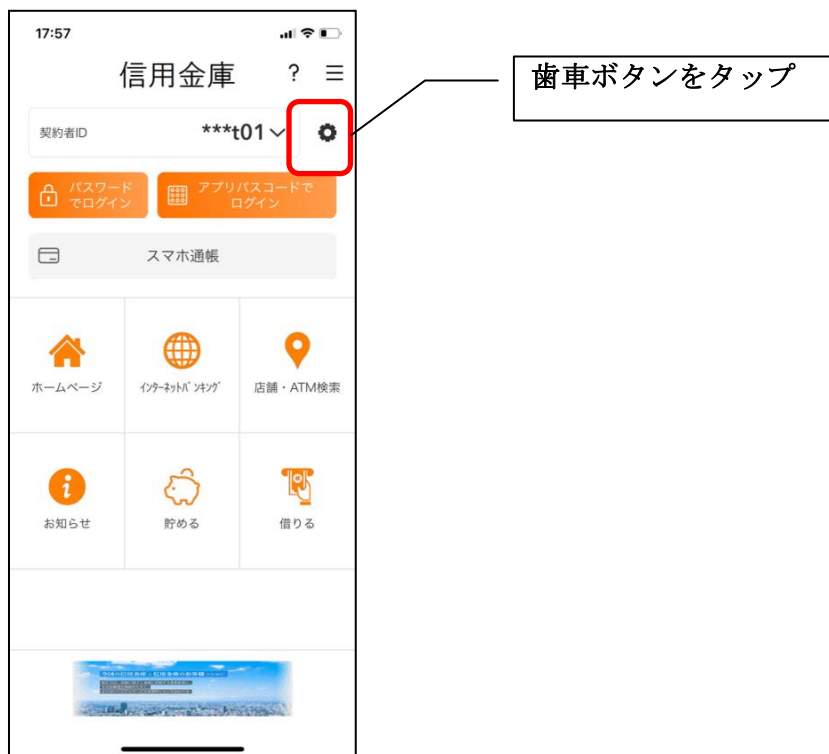 17:57
信用金庫 ? ☰
歯車ボタンをタップ
契約者ID ***t01
パスワード
でログイン
アプリパスコードで
ログイン
スマホ通帳
ホームページ
インターネットバンキング
店舗・ATM検索
お知らせ
貯める
借りる